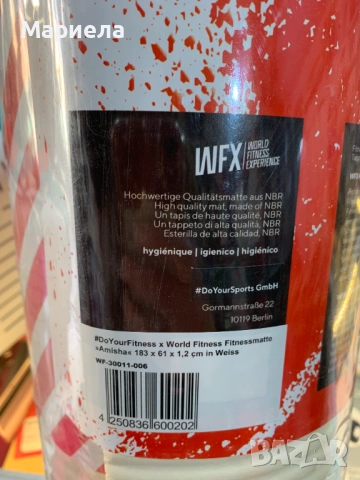 Мариела
WFX WORLD
FITNESS
EXPERIENCE
Hochwertige Qualitätsmatte aus NBR
High quality mat, made of NBR
Un tapis de haute qualité, NBR
Un tappeto di alta qualità, NBR
Esterilla de alta calidad, NBR
hygiénique | igienico | higiénico
#DoYourSports GmbH
Gormannstraße 22
10119 Berlin
#DoYourFitness x World Fitness Fitnessmatte
»Amisha« 183 x 61 x 1,2 cm in Weiss
WF-30011-006
4 250836 600202
BAZAR